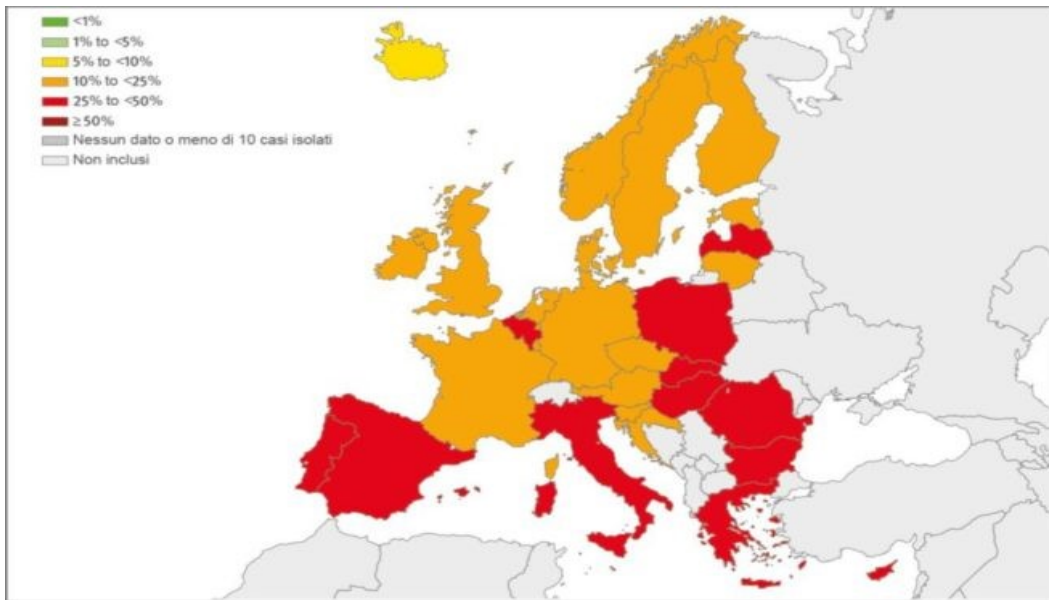 <1%
1% to <5%
5% to <10%
10% to <25%
25% to <50%
≥50%
Nessun dato o meno di 10 casi isolati
Non inclusi